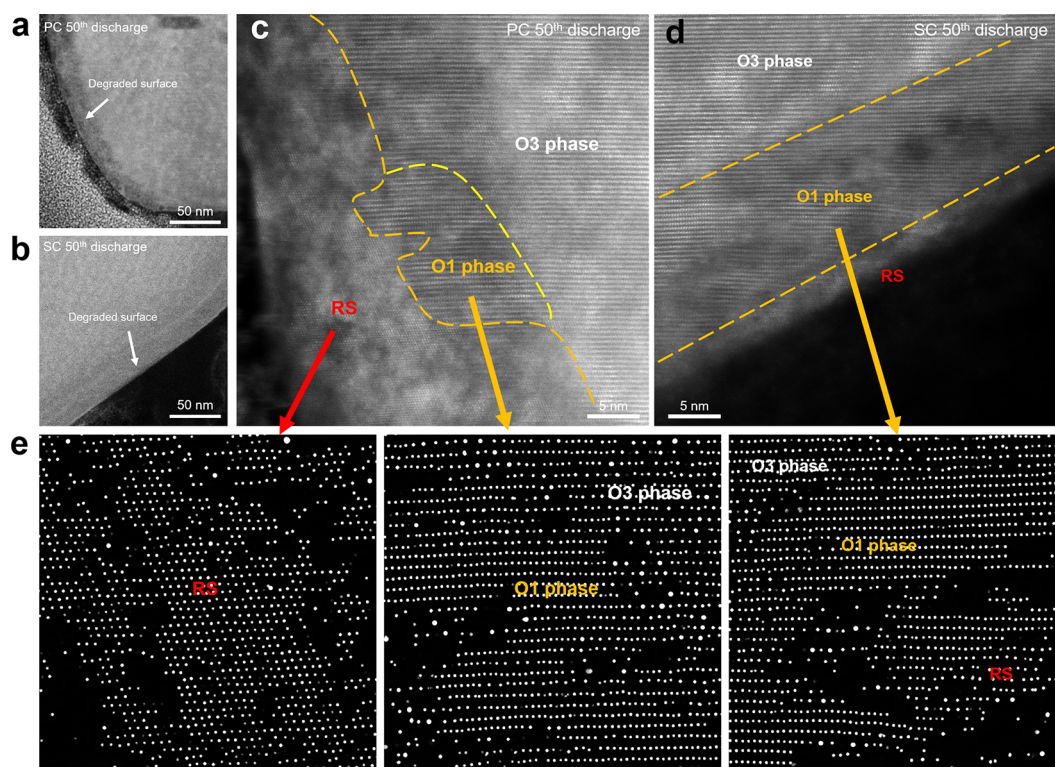 a
PC 50th discharge
Degraded surface
50 nm
b
SC 50th discharge
Degraded surface
50 nm
c
PC 50th discharge
O3 phase
O1 phase
RS
5 nm
d
SC 50th discharge
O3 phase
O1 phase
RS
5 nm
e
RS
O3 phase
O1 phase
O3 phase
O1 phase
RS